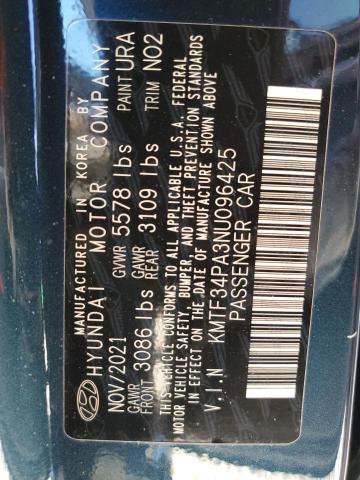 MANUFACTURED IN KOREA BY
HYUNDAI MOTOR COMPANY
NOV/2021 GVWR 5578 lbs PAINT URA
GAWR FRONT 3086 lbs GAWR REAR 3109 lbs TRIM NO2
THIS VEHICLE CONFORMS TO ALL APPLICABLE U.S.A. FEDERAL
MOTOR VEHICLE SAFETY, BUMPER, AND THEFT PREVENTION STANDARDS
IN EFFECT ON THE DATE OF MANUFACTURE SHOWN ABOVE
V.I.N KMTF34PA3NU096425
PASSENGER CAR